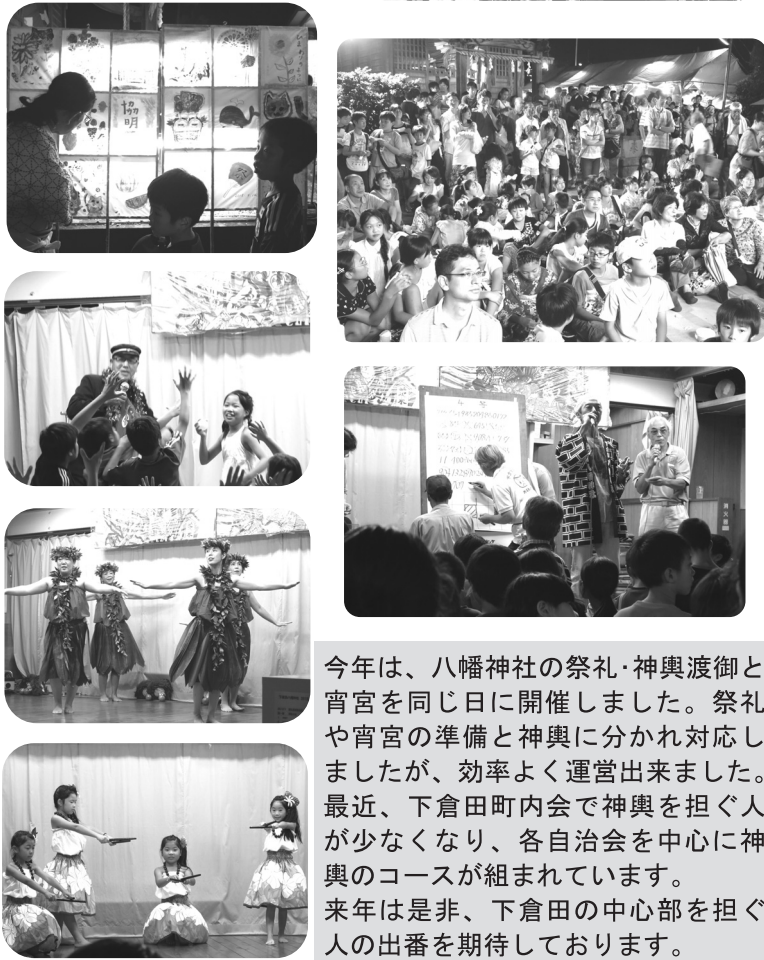 協明
今年は、八幡神社の祭礼・神輿渡御と
宵宮を同じ日に開催しました。祭礼
や宵宮の準備と神輿に分かれ対応し
ましたが、効率よく運営出来ました。
最近、下倉田町内会で神輿を担ぐ人
が少なくなり、各自治会を中心に神
輿のコースが組まれています。
来年は是非、下倉田の中心部を担ぐ
人の出番を期待しております。